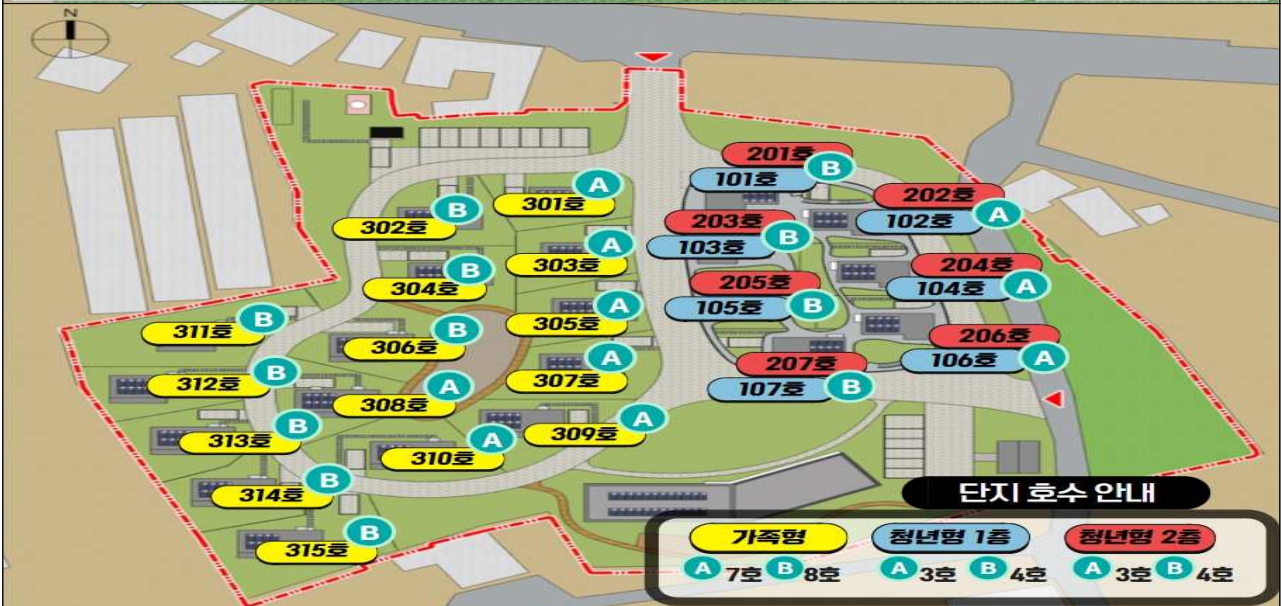 N
201호
101호 B
202호
102호 A
301호 A
302호 B
203호
103호 B
303호 A
204호
104호 A
304호 B
205호
105호 B
305호 A
311호 B
306호 B
206호
106호 A
307호 A
207호
107호 B
312호 B
308호 A
309호 A
313호 B
310호 A
314호 B
315호 B
단지 호수 안내
가족형 청년형 1층 청년형 2층
A 7호 B 8호 A 3호 B 4호 A 3호 B 4호